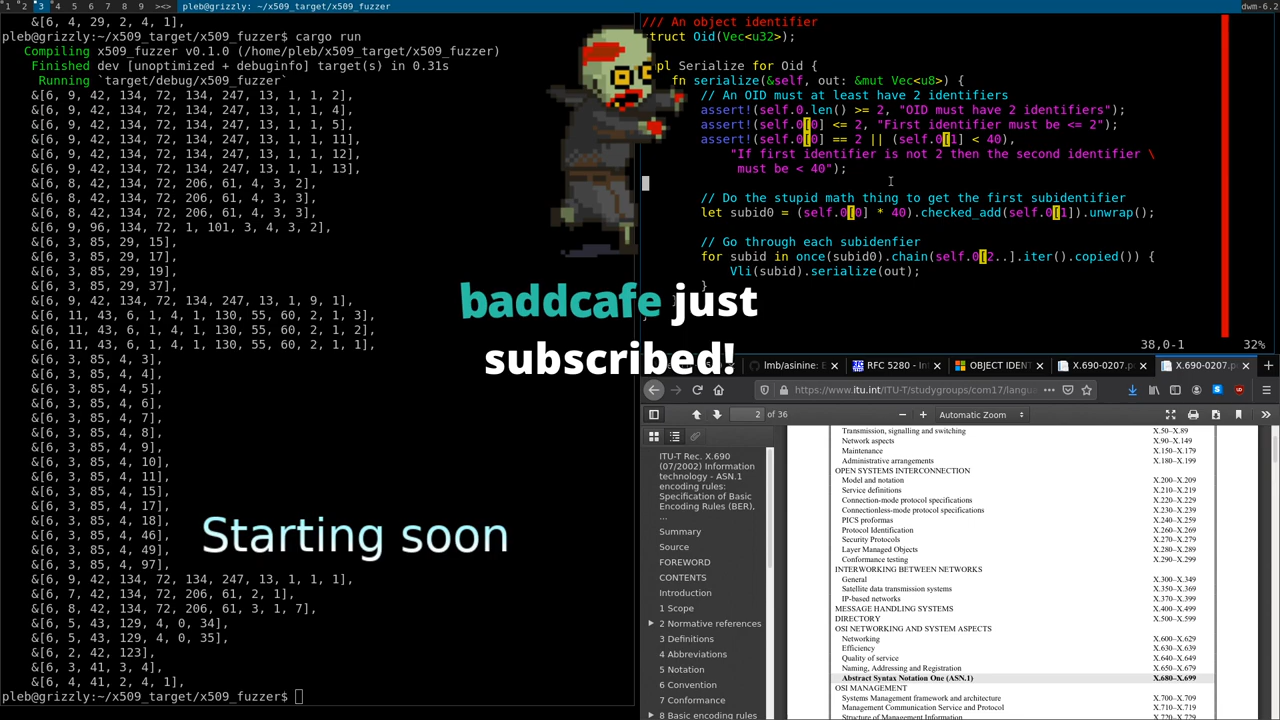 1 2 3 4 5 6 7 8 9 ><> pleb@grizzly: ~/x509_target/x509_fuzzer dwm-6.2
&[6, 4, 29, 2, 4, 1],
pleb@grizzly:~/x509_target/x509_fuzzer$ cargo run
Compiling x509_fuzzer v0.1.0 (/home/pleb/x509_target/x509_fuzzer)
Finished dev [unoptimized + debuginfo] target(s) in 0.31s
Running `target/debug/x509_fuzzer`
&[6, 9, 42, 134, 72, 134, 247, 13, 1, 1, 2],
&[6, 9, 42, 134, 72, 134, 247, 13, 1, 1, 4],
&[6, 9, 42, 134, 72, 134, 247, 13, 1, 1, 5],
&[6, 9, 42, 134, 72, 134, 247, 13, 1, 1, 11],
&[6, 9, 42, 134, 72, 134, 247, 13, 1, 1, 12],
&[6, 9, 42, 134, 72, 134, 247, 13, 1, 1, 13],
&[6, 8, 42, 134, 72, 206, 61, 4, 3, 2],
&[6, 8, 42, 134, 72, 206, 61, 4, 3, 3],
&[6, 8, 42, 134, 72, 206, 61, 4, 3, 3],
&[6, 9, 96, 134, 72, 1, 101, 3, 4, 3, 2],
&[6, 3, 85, 29, 15],
&[6, 3, 85, 29, 17],
&[6, 3, 85, 29, 19],
&[6, 3, 85, 29, 37],
&[6, 9, 42, 134, 72, 134, 247, 13, 1, 9, 1],
&[6, 11, 43, 6, 1, 4, 1, 130, 55, 60, 2, 1, 3],
&[6, 11, 43, 6, 1, 4, 1, 130, 55, 60, 2, 1, 2],
&[6, 11, 43, 6, 1, 4, 1, 130, 55, 60, 2, 1, 1],
&[6, 3, 85, 4, 3],
&[6, 3, 85, 4, 4],
&[6, 3, 85, 4, 5],
&[6, 3, 85, 4, 6],
&[6, 3, 85, 4, 7],
&[6, 3, 85, 4, 8],
&[6, 3, 85, 4, 9],
&[6, 3, 85, 4, 10],
&[6, 3, 85, 4, 11],
&[6, 3, 85, 4, 15],
&[6, 3, 85, 4, 17],
&[6, 3, 85, 4, 18],
&[6, 3, 85, 4, 46],
&[6, 3, 85, 4, 49],
&[6, 3, 85, 4, 97],
&[6, 9, 42, 134, 72, 134, 247, 13, 1, 1, 1],
&[6, 7, 42, 134, 72, 206, 61, 2, 1],
&[6, 8, 42, 134, 72, 206, 61, 3, 1, 7],
&[6, 5, 43, 129, 4, 0, 34],
&[6, 5, 43, 129, 4, 0, 35],
&[6, 2, 42, 123],
&[6, 3, 41, 3, 4],
&[6, 4, 41, 2, 4, 1],
pleb@grizzly:~/x509_target/x509_fuzzer$
Starting soon
baddcafe just
subscribed!
/// An object identifier
struct Oid(Vec<u32>);
impl Serialize for Oid {
fn serialize(&self, out: &mut Vec<u8>) {
// An OID must at least have 2 identifiers
assert!(self.0.len() >= 2, "OID must have 2 identifiers");
assert!(self.0[0] <= 2, "First identifier must be <= 2");
assert!(self.0[0] == 2 || (self.0[1] < 40),
"If first identifier is not 2 then the second identifier \
must be < 40");
// Do the stupid math thing to get the first subidentifier
let subid0 = (self.0[0] * 40).checked_add(self.0[1]).unwrap();
// Go through each subidenfier
for subid in once(subid0).chain(self.0[2..].iter().copied()) {
Vli(subid).serialize(out);
}
}
}
38,0-1 32%
lmb/asinine: E RFC 5280 - Int OBJECT IDENT X.690-0207.p X.690-0207.p
https://www.itu.int/ITU-T/studygroups/com17/langu
2 of 36 Automatic Zoom
ITU-T Rec. X.690
(07/2002) Information
technology - ASN.1
encoding rules:
Specification of Basic
Encoding Rules (BER),
...
Summary
Source
FOREWORD
CONTENTS
Introduction
1 Scope
2 Normative references
3 Definitions
4 Abbreviations
5 Notation
6 Convention
7 Conformance
8 Basic encoding rules
Transmission, signalling and switching X.50–X.89
Network aspects X.90–X.149
Maintenance X.150–X.179
Administrative arrangements X.180–X.199
OPEN SYSTEMS INTERCONNECTION
Model and notation X.200–X.209
Service definitions X.210–X.219
Connection-mode protocol specifications X.220–X.229
Connectionless-mode protocol specifications X.230–X.239
PICS proformas X.240–X.259
Protocol Identification X.260–X.269
Security Protocols X.270–X.279
Layer Managed Objects X.280–X.289
Conformance testing X.290–X.299
INTERWORKING BETWEEN NETWORKS
General X.300–X.349
Satellite data transmission systems X.350–X.369
IP-based networks X.370–X.399
MESSAGE HANDLING SYSTEMS X.400–X.499
DIRECTORY X.500–X.599
OSI NETWORKING AND SYSTEM ASPECTS
Networking X.600–X.629
Efficiency X.630–X.639
Quality of service X.640–X.649
Naming, Addressing and Registration X.650–X.679
Abstract Syntax Notation One (ASN.1) X.680–X.699
OSI MANAGEMENT
Systems Management framework and architecture X.700–X.709
Management Communication Service and Protocol X.710–X.719
Structure of Management Information X.720–X.729